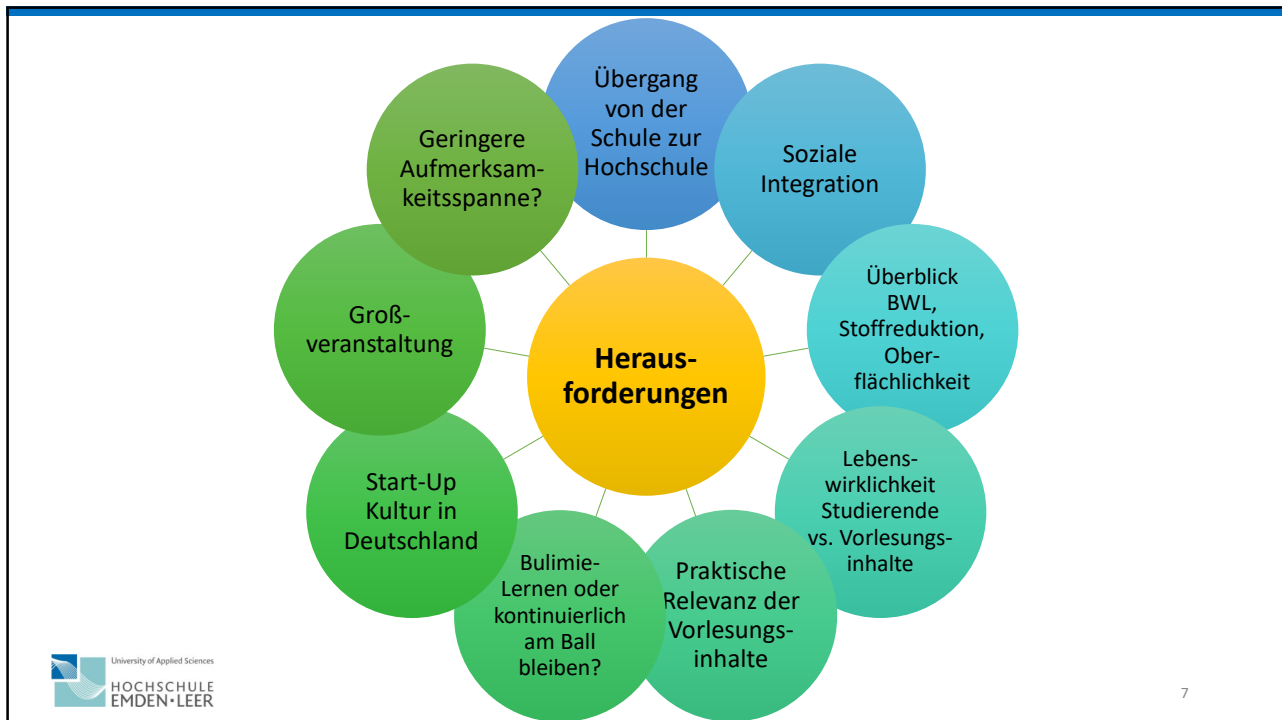 Übergang
von der
Schule zur
Hochschule
Soziale
Integration
Überblick
BWL,
Stoffreduktion,
Ober-
flächlichkeit
Lebens-
wirklichkeit
Studierende
vs. Vorlesungs-
inhalte
Praktische
Relevanz der
Vorlesungs-
inhalte
Bulimie-
Lernen oder
kontinuierlich
am Ball
bleiben?
Start-Up
Kultur in
Deutschland
Groß-
veranstaltung
Geringere
Aufmerksam-
keitsspanne?
Heraus-
forderungen
University of Applied Sciences
HOCHSCHULE
EMDEN•LEER
7